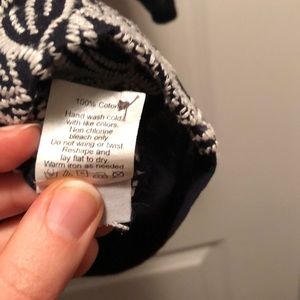 100% Cotton
Hand wash cold
with like colors.
Non chlorine
bleach only.
Do not wring or twist.
Reshape and
lay flat to dry.
Warm iron as needed